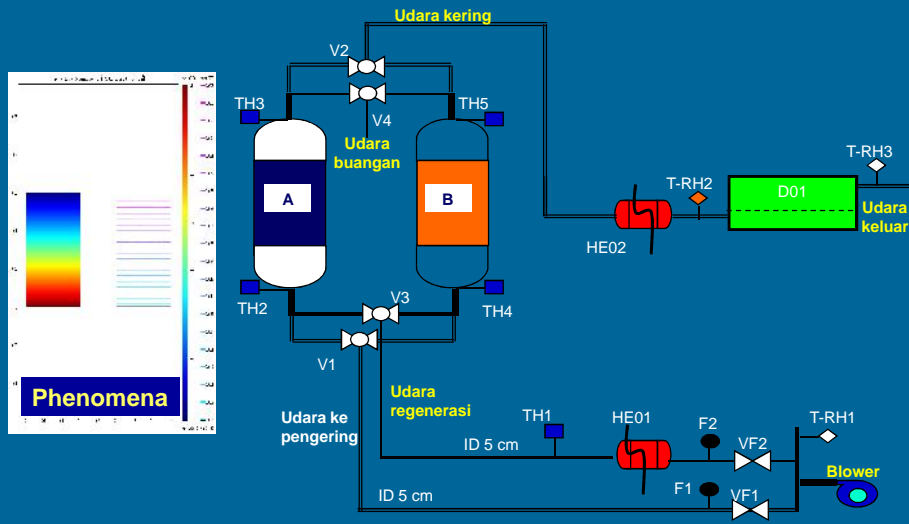 Udara kering
V2
TH3
TH5
V4
Udara
buangan
A
B
T-RH3
T-RH2
D01
Udara
keluar
HE02
TH2
V3
TH4
V1
Phenomena
Udara
regenerasi
Udara ke
pengering
TH1
HE01
F2
T-RH1
VF2
ID 5 cm
Blower
F1
VF1
ID 5 cm